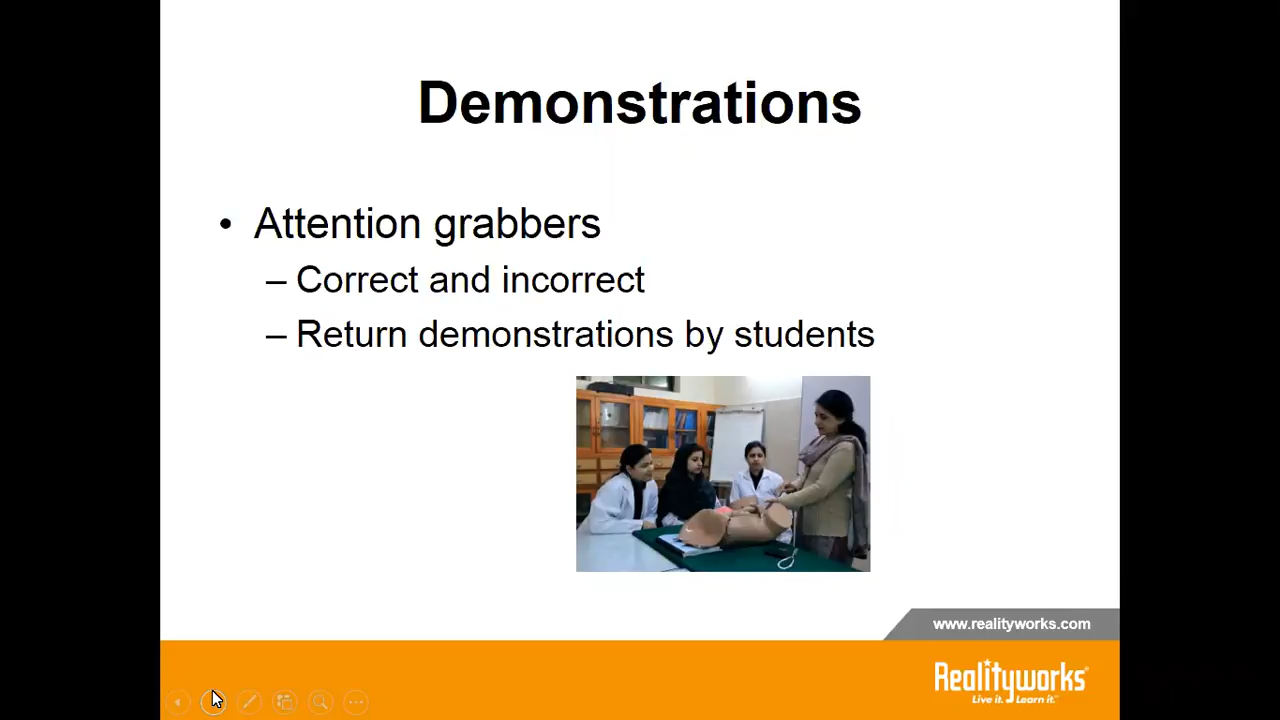 Demonstrations
• Attention grabbers
– Correct and incorrect
– Return demonstrations by students
www.realityworks.com
Realityworks
Live it. Learn it.